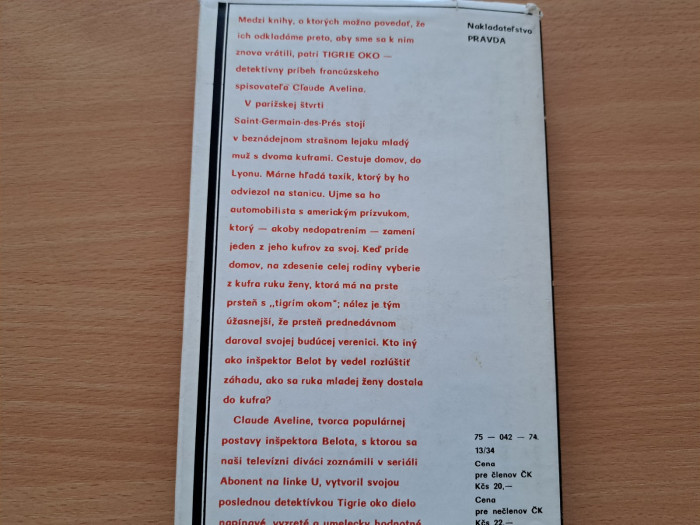 Medzi knihy, o ktorých možno povedať, že
ich odkladáme preto, aby sme sa k nim
znova vrátili, patrí TIGRIE OKO —
detektívny príbeh francúzskeho
spisovateľa Clauda Avelina.
V parížskej štvrti
Saint-Germain-des-Prés stojí
v beznádejnom strašnom lejaku mladý
muž s dvoma kuframi. Cestuje domov, do
Lyonu. Márne hľadá taxík, ktorý by ho
odviezol na stanicu. Ujme sa ho
automobilista s americkým prízvukom,
ktorý — akoby nedopatrením — zamení
jeden z jeho kufrov za svoj. Keď príde
domov, na zdesenie celej rodiny vyberie
z kufra ruku ženy, ktorá má na prste
prsteň s „tigrím okom"; nález je tým
úžasnejší, že prsteň prednedávnom
daroval svojej budúcej verenici. Kto iný
ako inšpektor Belot by vedel rozlúštiť
záhadu, ako sa ruka mladej ženy dostala
do kufra?
Claude Aveline, tvorca populárnej
postavy inšpektora Belota, s ktorou sa
naši televízni diváci zoznámili v seriáli
Abonent na linke U, vytvoril svojou
poslednou detektívkou Tigrie oko dielo
napínavé, vyzreté a umelecky hodnotné
Nakladateľstvo
PRAVDA
75 — 042 — 74
13/34
Cena
pre členov ČK
Kčs 20,—
Cena
pre nečlenov ČK
Kčs 22,—